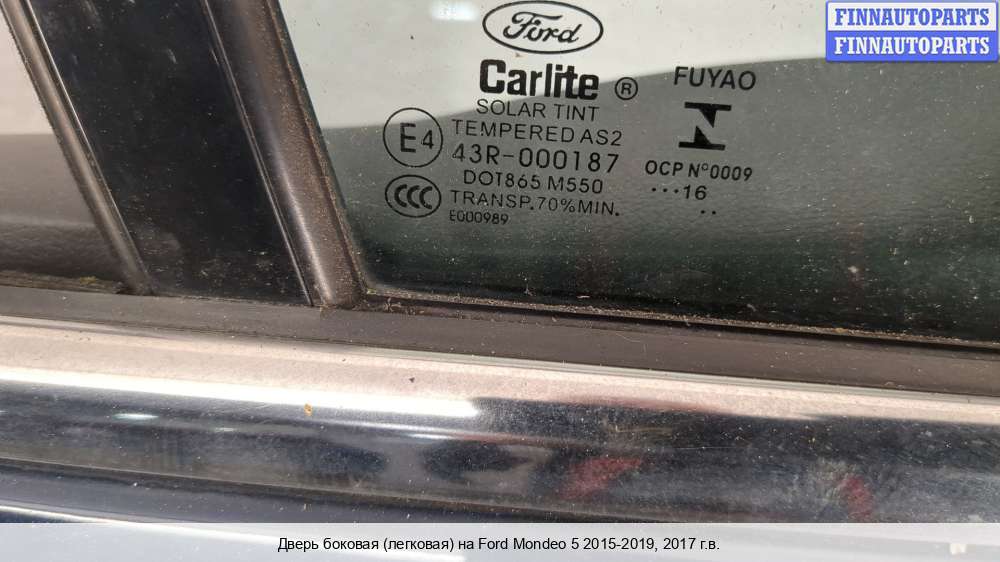 FINNAUTOPARTS
FINNAUTOPARTS
Ford
Carlite ®
FUYAO
SOLAR TINT
TEMPERED AS2
E4
43R-000187
OCP N°0009
DOT865 M550
···16
..
CCC
TRANSP.70%MIN.
E000989
Дверь боковая (легковая) на Ford Mondeo 5 2015-2019, 2017 г.в.